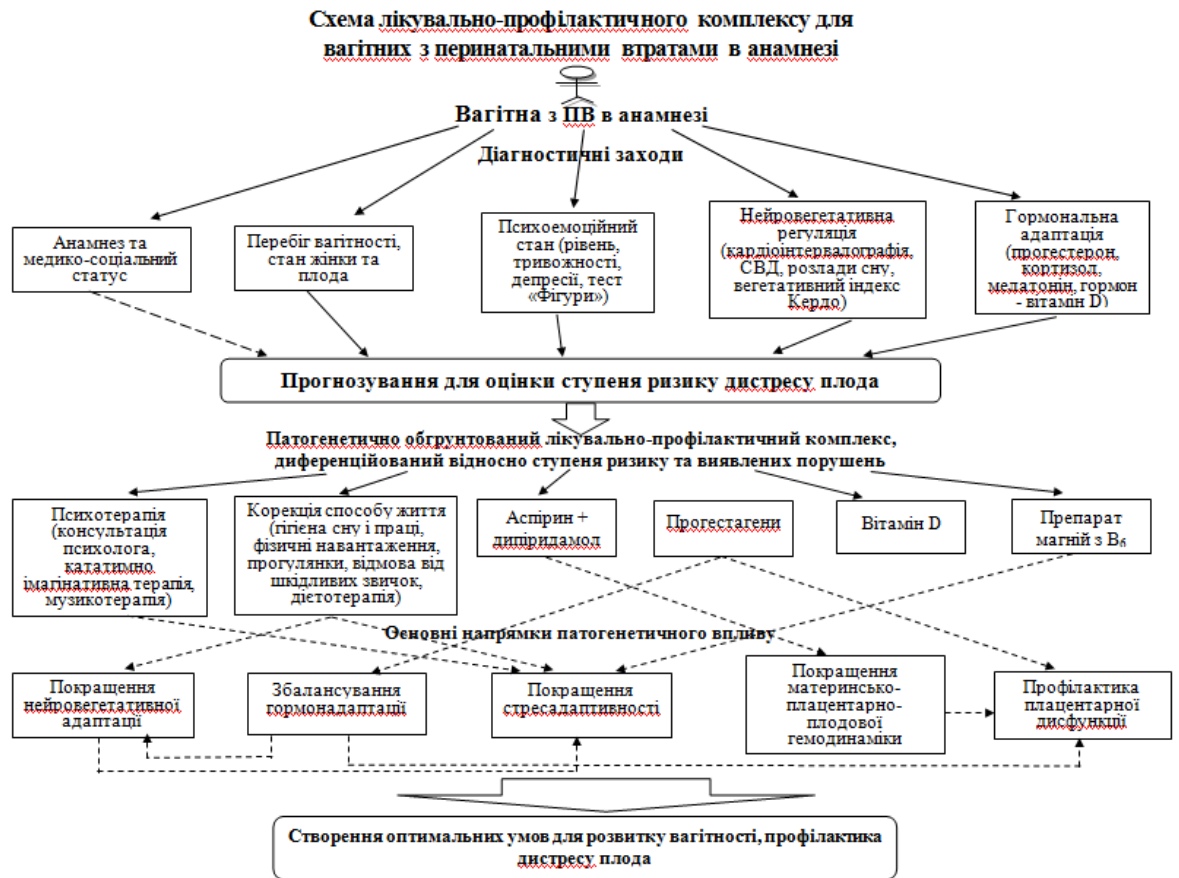 Схема лікувально-профілактичного комплексу для
вагітних з перинатальними втратами в анамнезі
Вагітна з ПВ в анамнезі
Діагностичні заходи
Анамнез та
медико-соціальний
статус
Перебіг вагітності,
стан жінки та
плода
Психоемоційний
стан (рівень,
тривожності,
депресії, тест
«Фігури»)
Нейровегетативна
регуляція
(кардіоінтервалографія,
СВД, розлади сну,
вегетативний індекс
Кердо)
Гормональна
адаптація
(прогестерон,
кортизол,
мелатонін, гормон
- вітамін D)
Прогнозування для оцінки ступеня ризику дистресу плода
Патогенетично обгрунтований лікувально-профілактичний комплекс,
диференційований відносно ступеня ризику та виявлених порушень
Психотерапія
(консультація
психолога,
кататимно
імагінативна терапія,
музикотерапія)
Корекція способу життя
(гігієна сну і праці,
фізичні навантаження,
прогулянки, відмова від
шкідливих звичок,
дієтотерапія)
Аспірин +
дипіридамол
Прогестагени
Вітамін D
Препарат
магній з В6
Основні напрямки патогенетичного впливу
Покращення
нейровегетативної
адаптації
Збалансування
гормонадаптації
Покращення
стресадаптивності
Покращення
материнсько-
плацентарно-
плодової
гемодинаміки
Профілактика
плацентарної
дисфункції
Створення оптимальних умов для розвитку вагітності, профілактика
дистресу плода